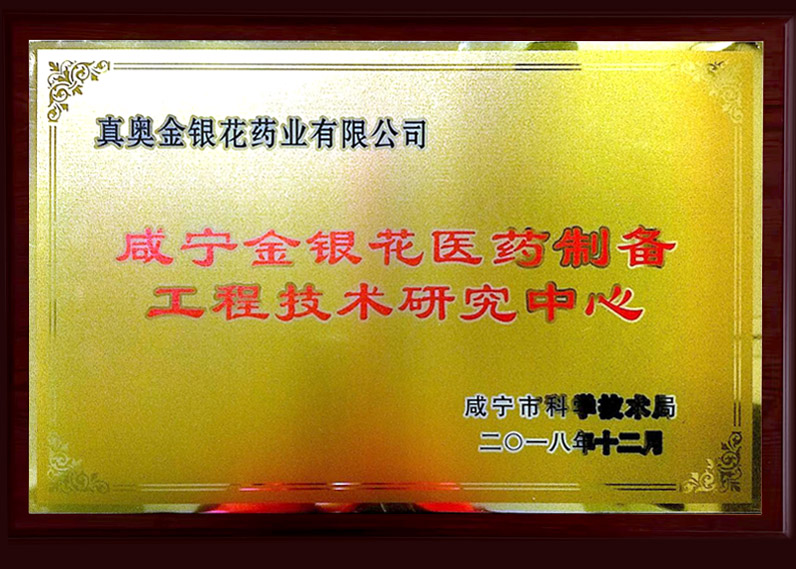 真奥金银花药业有限公司
咸宁金银花医药制备
工程技术研究中心
咸宁市科学技术局
二〇一八年十二月